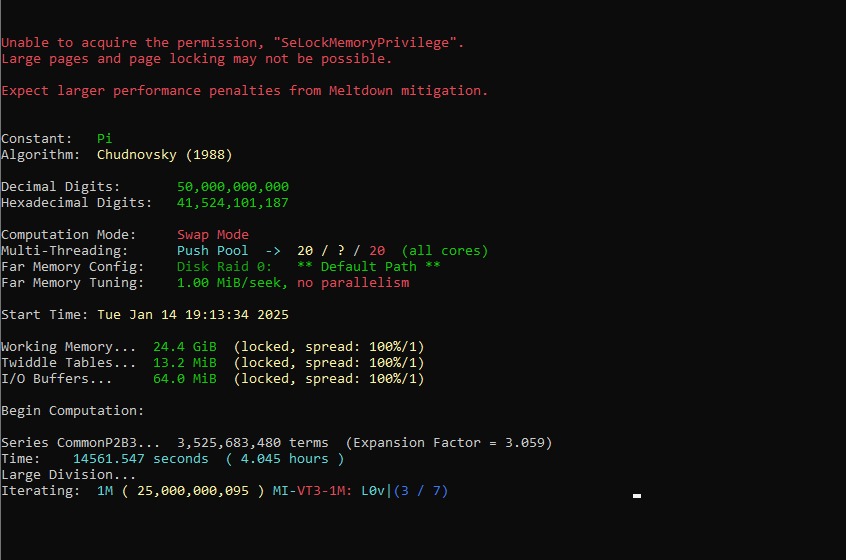 Unable to acquire the permission, "SeLockMemoryPrivilege".
Large pages and page locking may not be possible.
Expect larger performance penalties from Meltdown mitigation.
Constant:   Pi
Algorithm:  Chudnovsky (1988)
Decimal Digits:       50,000,000,000
Hexadecimal Digits:   41,524,101,187
Computation Mode:     Swap Mode
Multi-Threading:      Push Pool  ->  20 / ? / 20  (all cores)
Far Memory Config:    Disk Raid 0:   ** Default Path **
Far Memory Tuning:    1.00 MiB/seek, no parallelism
Start Time: Tue Jan 14 19:13:34 2025
Working Memory...  24.4 GiB  (locked, spread: 100%/1)
Twiddle Tables...  13.2 MiB  (locked, spread: 100%/1)
I/O Buffers...     64.0 MiB  (locked, spread: 100%/1)
Begin Computation:
Series CommonP2B3...  3,525,683,480 terms  (Expansion Factor = 3.059)
Time:    14561.547 seconds  ( 4.045 hours )
Large Division...
Iterating:  1M ( 25,000,000,095 ) MI-VT3-1M: L0v|(3 / 7)